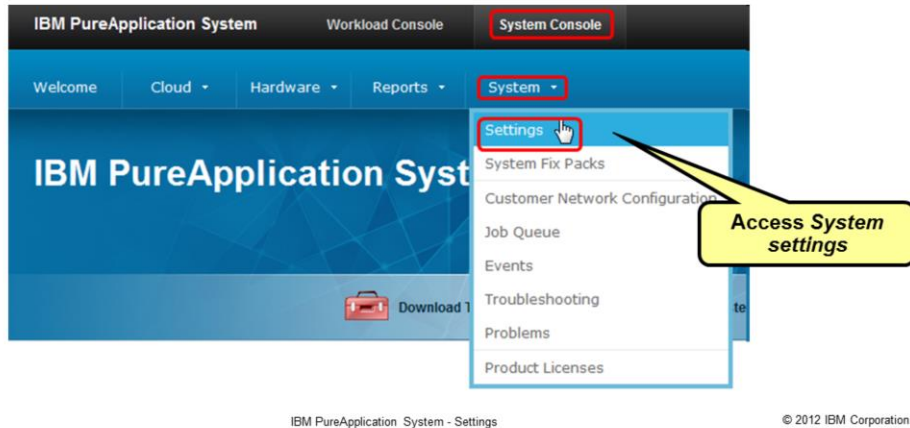 IBM PureApplication System Workload Console System Console
Welcome Cloud Hardware Reports System
Settings
IBM PureApplication Syst
System Fix Packs
Customer Network Configuration
Access System
settings
Job Queue
Events
Troubleshooting
Download T
Problems
Product Licenses
IBM PureApplication System - Settings © 2012 IBM Corporation